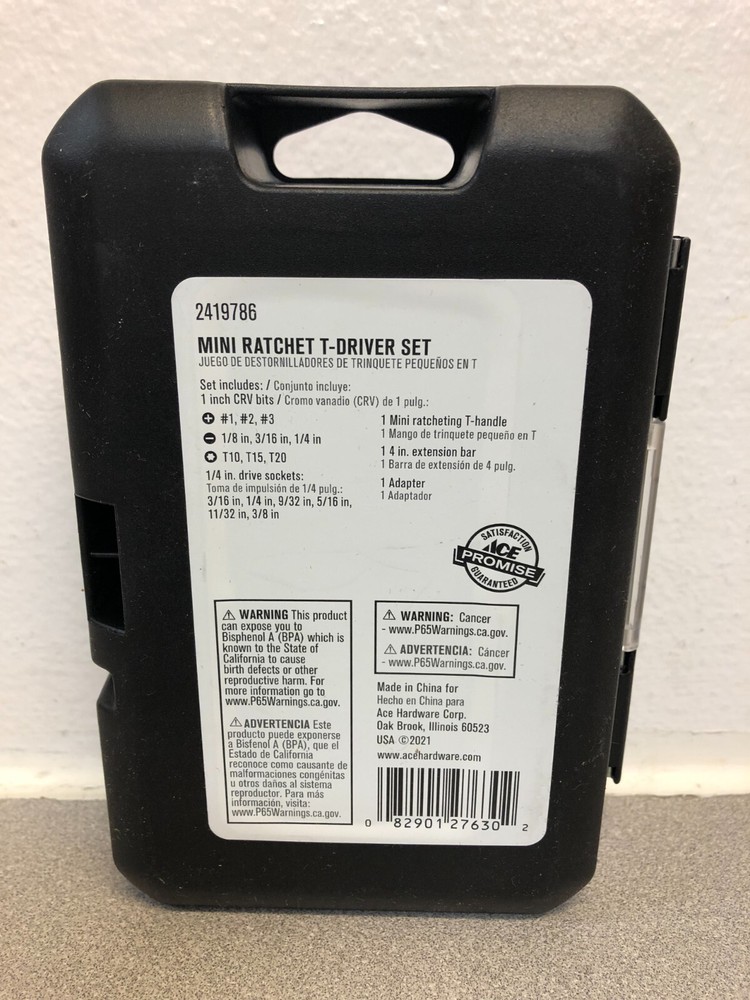 2419786
MINI RATCHET T-DRIVER SET
JUEGO DE DESTORNILLADORES DE TRINQUETE PEQUEÑOS EN T
Set includes: / Conjunto incluye:
1 inch CRV bits / Cromo vanadio (CRV) de 1 pulg.:
#1, #2, #3
1/8 in, 3/16 in, 1/4 in
T10, T15, T20
1/4 in. drive sockets:
Toma de impulsión de 1/4 pulg.:
3/16 in, 1/4 in, 9/32 in, 5/16 in,
11/32 in, 3/8 in
1 Mini ratcheting T-handle
1 Mango de trinquete pequeño en T
1 4 in. extension bar
1 Barra de extensión de 4 pulg.
1 Adapter
1 Adaptador
SATISFACTION
ACE
PROMISE
GUARANTEED
⚠ WARNING This product
can expose you to
Bisphenol A (BPA) which is
known to the State of
California to cause
birth defects or other
reproductive harm. For
more information go to
www.P65Warnings.ca.gov.
⚠ ADVERTENCIA Este
producto puede exponerse
a Bisfenol A (BPA), que el
Estado de California
reconoce como causante de
malformaciones congénitas
u otros daños al sistema
reproductor. Para más
información, visita:
www.P65Warnings.ca.gov.
⚠ WARNING: Cancer
- www.P65Warnings.ca.gov.
⚠ ADVERTENCIA: Cáncer
- www.P65Warnings.ca.gov.
Made in China for
Hecho en China para
Ace Hardware Corp.
Oak Brook, Illinois 60523
USA ©2021
www.acehardware.com
0 82901 27630 2